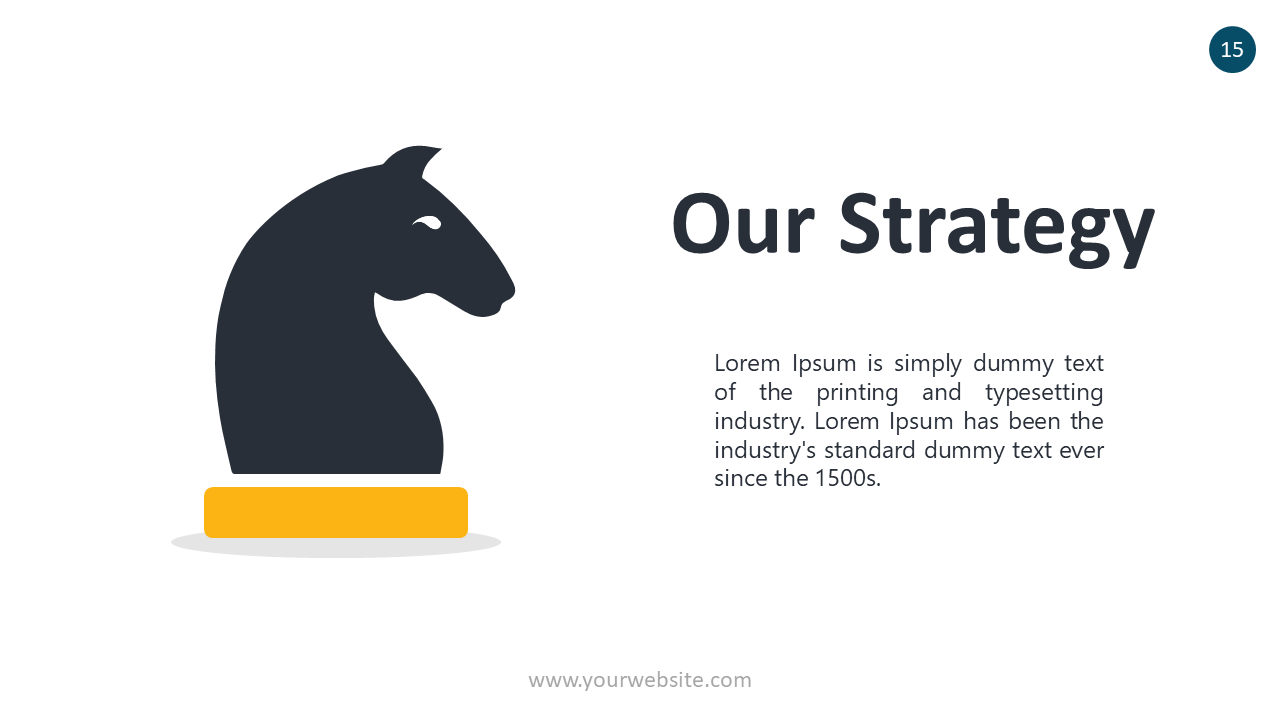 15
Our Strategy
Lorem Ipsum is simply dummy text
of the printing and typesetting
industry. Lorem Ipsum has been the
industry's standard dummy text ever
since the 1500s.
www.yourwebsite.com